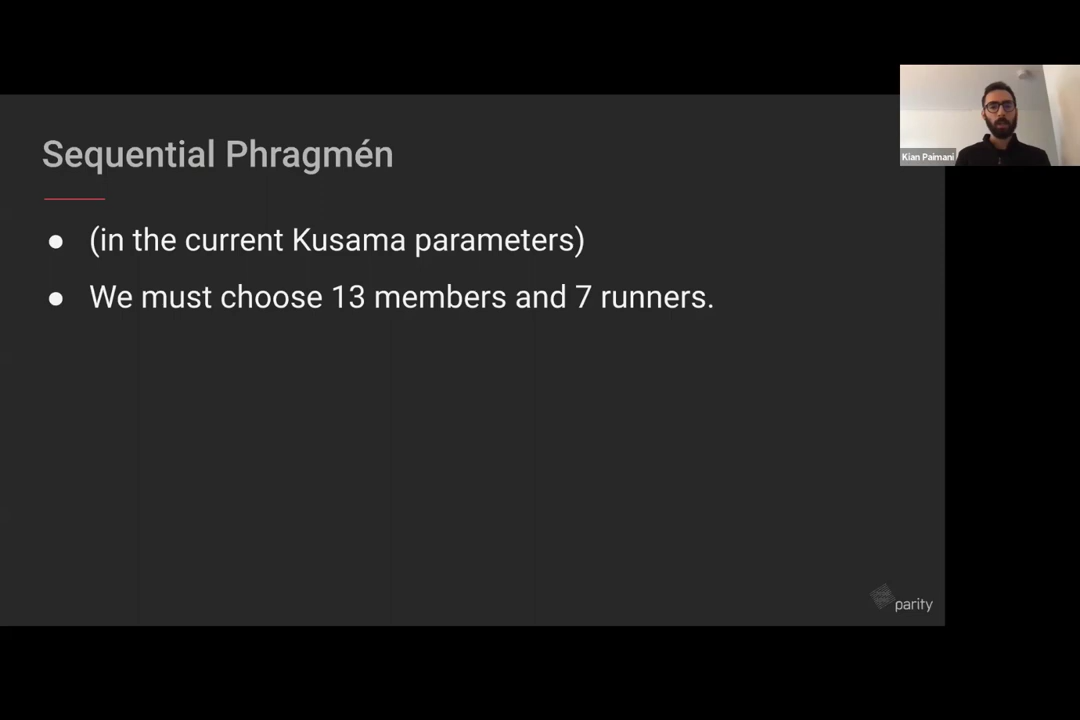 Sequential Phragmén
● (in the current Kusama parameters)
● We must choose 13 members and 7 runners.
Kian Paimani
parity